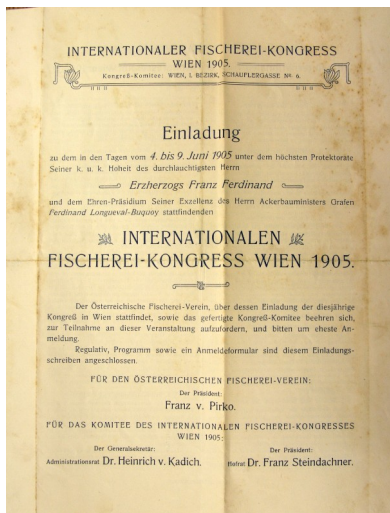 INTERNATIONALER FISCHEREI-KONGRESS
WIEN 1905.
Kongreß-Komitee: WIEN, I. BEZIRK, SCHAUFLERGASSE No. 6.
Einladung
zu dem in den Tagen vom 4. bis 9. Juni 1905 unter dem höchsten Protektorate
Seiner k. u. k. Hoheit des durchlauchtigsten Herrn
Erzherzogs Franz Ferdinand
und dem Ehren-Präsidium Seiner Exzellenz des Herrn Ackerbauministers Grafen
Ferdinand Longueval-Buquoy stattfindenden
INTERNATIONALEN
FISCHEREI-KONGRESS WIEN 1905.
Der Österreichische Fischerei-Verein, über dessen Einladung der diesjährige
Kongreß in Wien stattfindet, sowie das gefertigte Kongreß-Komitee beehren sich,
zur Teilnahme an dieser Veranstaltung aufzufordern, und bitten um eheste An-
meldung.
Regulativ, Programm sowie ein Anmeldeformular sind diesem Einladungs-
schreiben angeschlossen.
FÜR DEN ÖSTERREICHISCHEN FISCHEREI-VEREIN:
Der Präsident:
Franz v. Pirko.
FÜR DAS KOMITEE DES INTERNATIONALEN FISCHEREI-KONGRESSES
WIEN 1905:
Der Generalsekretär: Der Präsident:
Administrationsrat Dr. Heinrich v. Kadich. Hofrat Dr. Franz Steindachner.